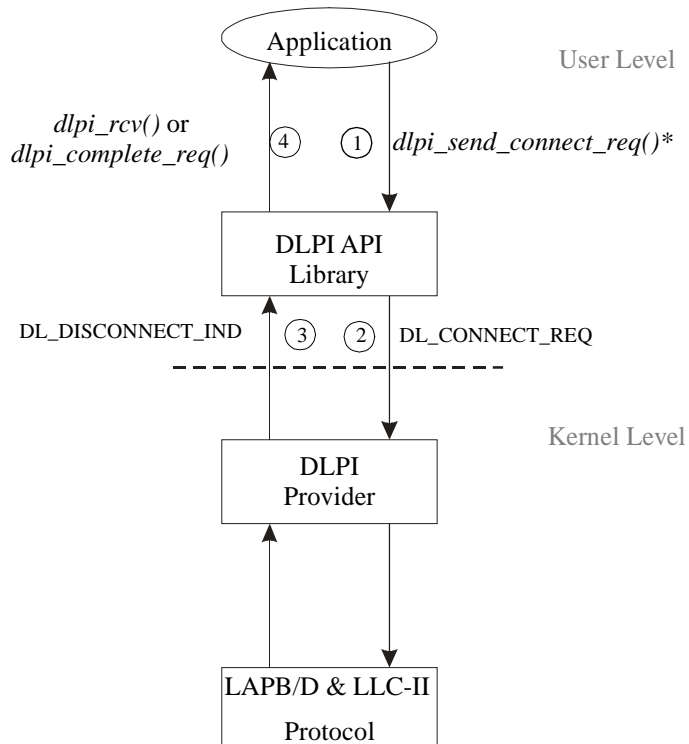 Application
User Level
dlpi_rcv() or
dlpi_complete_req()
4
1
dlpi_send_connect_req()*
DLPI API
Library
DL_DISCONNECT_IND
3
2
DL_CONNECT_REQ
Kernel Level
DLPI
Provider
LAPB/D & LLC-II
Protocol